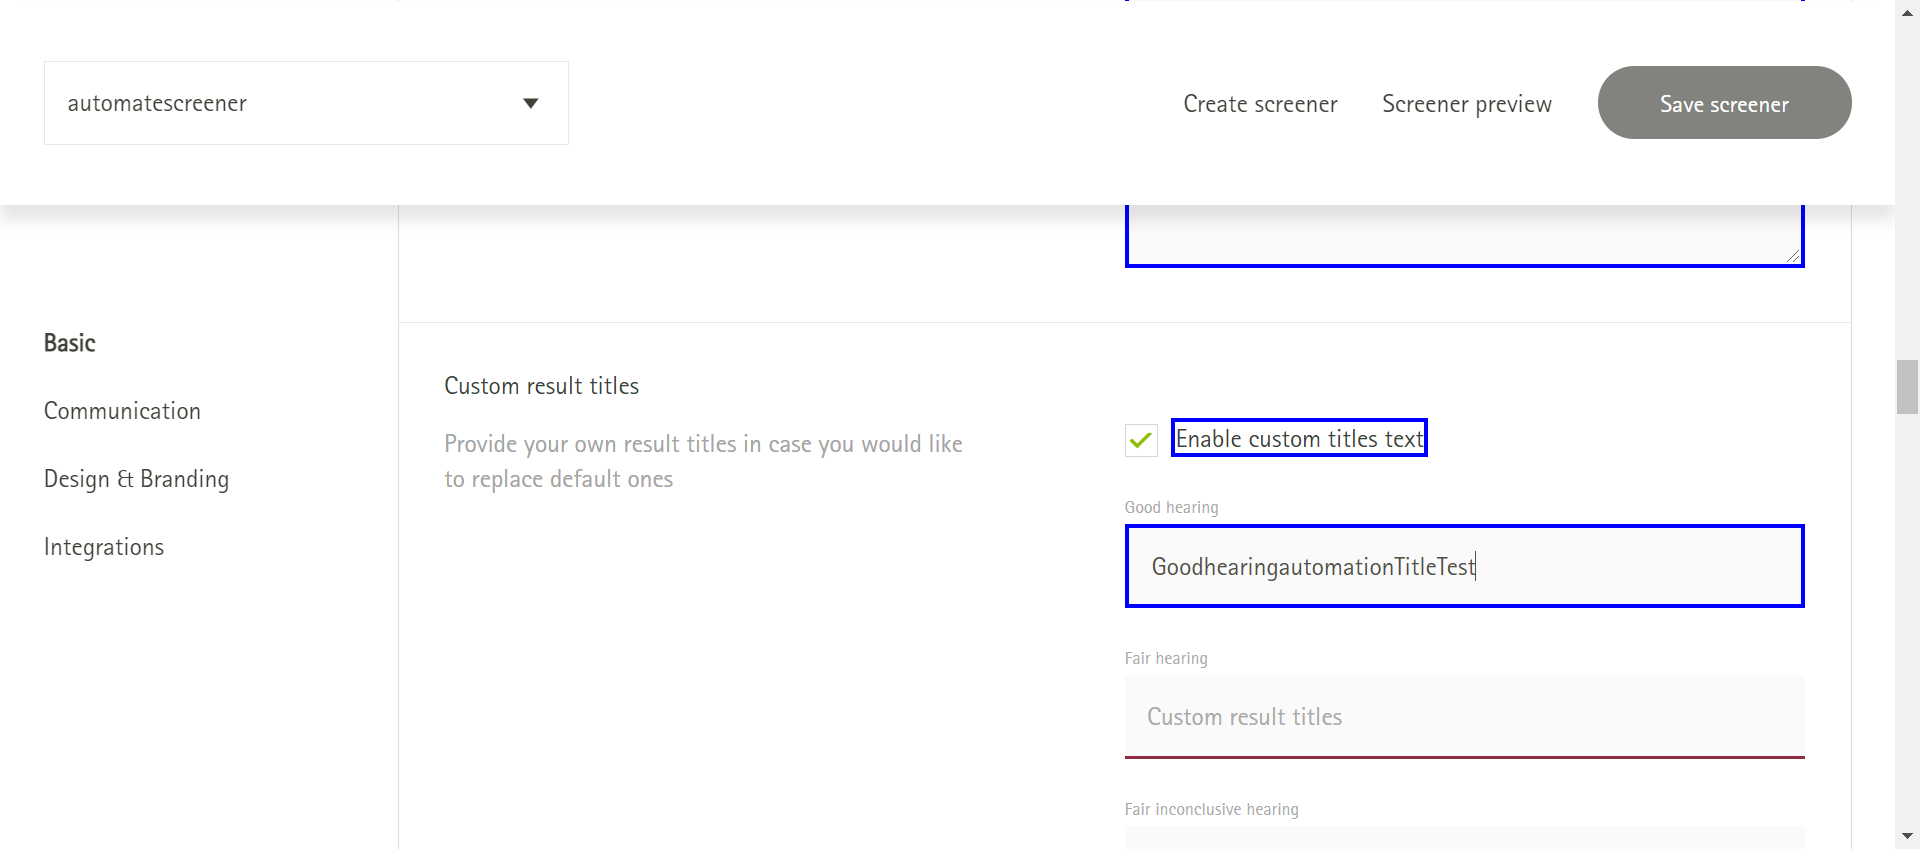 automatescreener
Create screener
Screener preview
Save screener
Basic
Communication
Design & Branding
Integrations
Custom result titles
Provide your own result titles in case you would like
to replace default ones
Enable custom titles text
Good hearing
GoodhearingautomationTitleTest
Fair hearing
Custom result titles
Fair inconclusive hearing